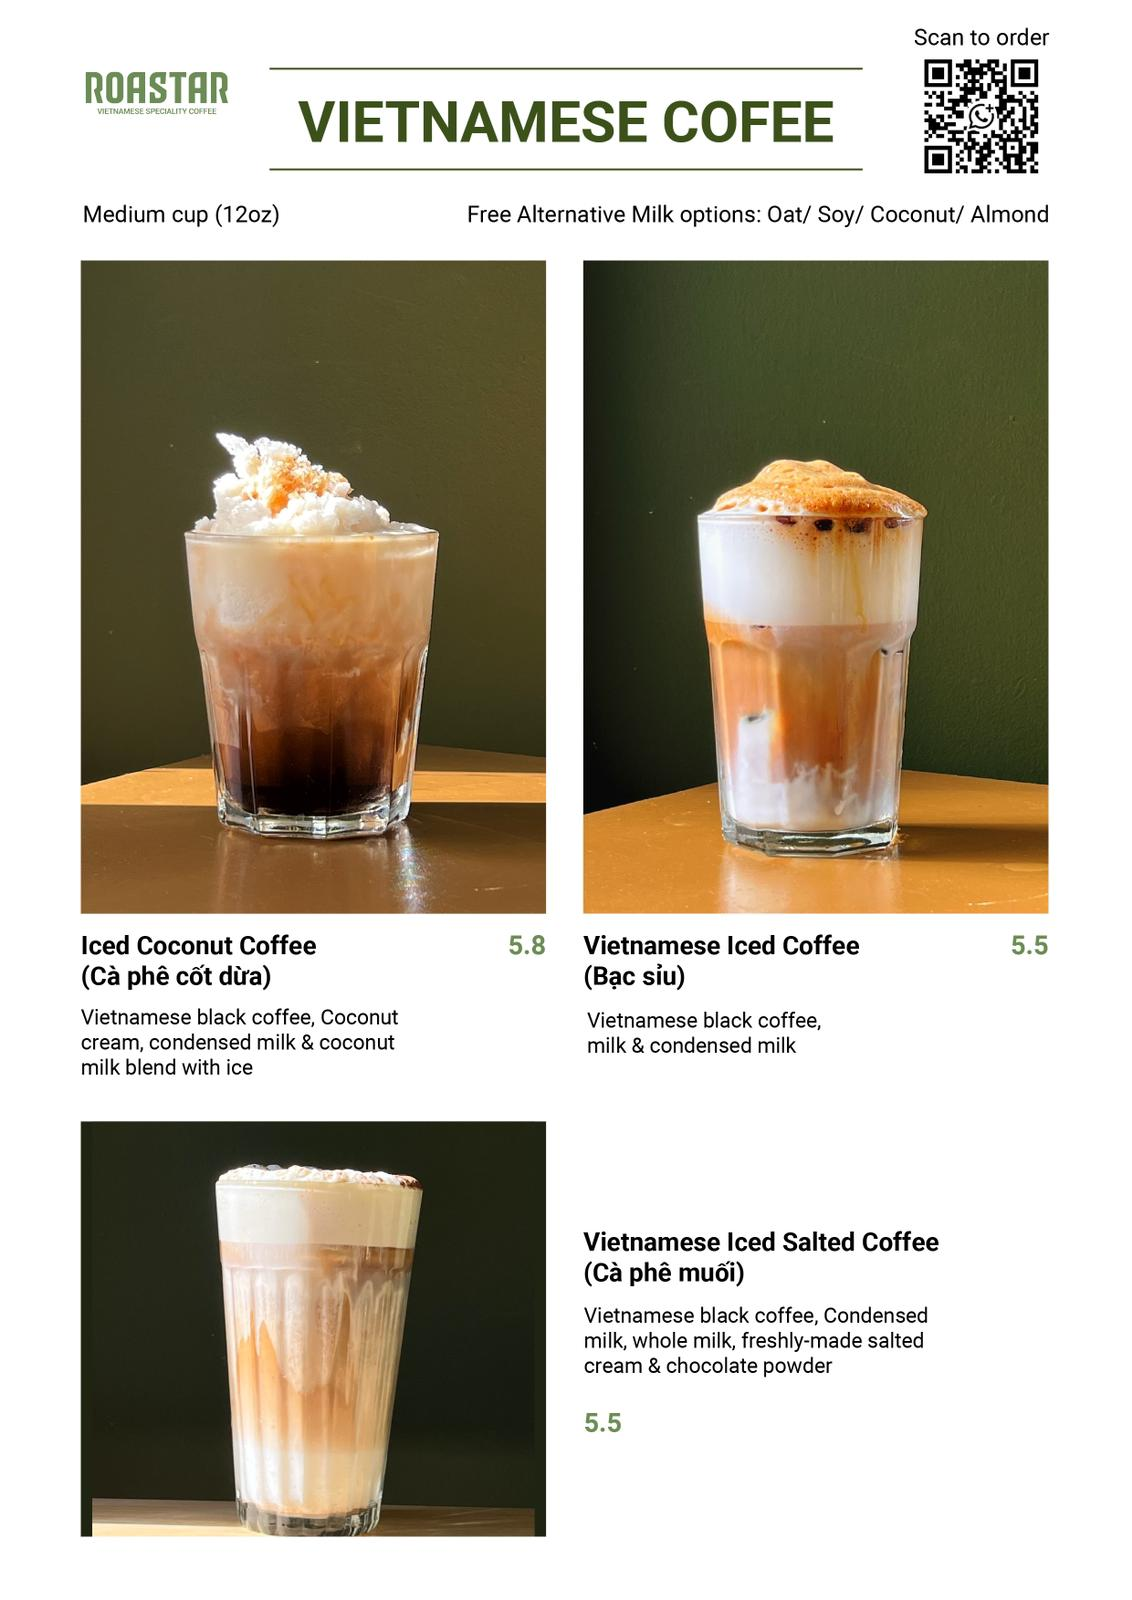 Scan to order
ROASTAR
VIETNAMESE SPECIALITY COFFEE
VIETNAMESE COFEE
Medium cup (12oz)
Free Alternative Milk options: Oat/ Soy/ Coconut/ Almond
Iced Coconut Coffee 5.8
(Cà phê cốt dừa)
Vietnamese black coffee, Coconut
cream, condensed milk & coconut
milk blend with ice
Vietnamese Iced Coffee 5.5
(Bạc sỉu)
Vietnamese black coffee,
milk & condensed milk
Vietnamese Iced Salted Coffee
(Cà phê muối)
Vietnamese black coffee, Condensed
milk, whole milk, freshly-made salted
cream & chocolate powder
5.5